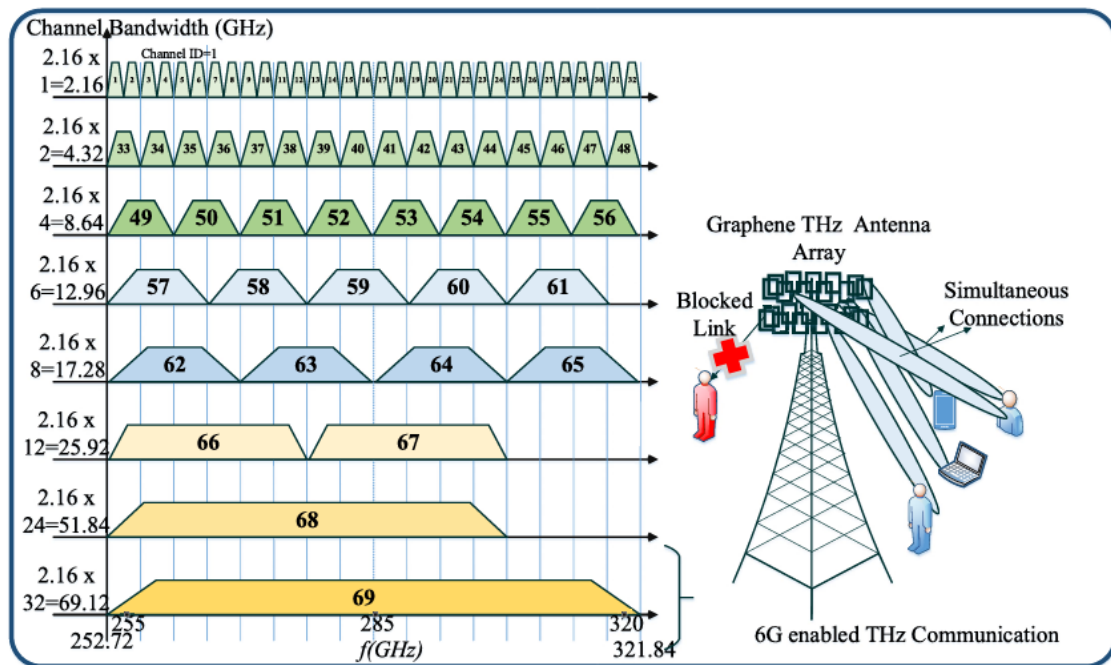 Channel Bandwidth (GHz)
2.16 x
1=2.16
Channel ID=1
1 2 3 4 5 6 7 8 9 10 11 12 13 14 15 16 17 18 19 20 21 22 23 24 25 26 27 28 29 30 31 32
2.16 x
2=4.32
33 34 35 36 37 38 39 40 41 42 43 44 45 46 47 48
2.16 x
4=8.64
49 50 51 52 53 54 55 56
2.16 x
6=12.96
57 58 59 60 61
2.16 x
8=17.28
62 63 64 65
2.16 x
12=25.92
66 67
2.16 x
24=51.84
68
2.16 x
32=69.12
69
255 285 320
252.72 f(GHz) 321.84
Graphene THz Antenna
Array
Blocked
Link
Simultaneous
Connections
6G enabled THz Communication